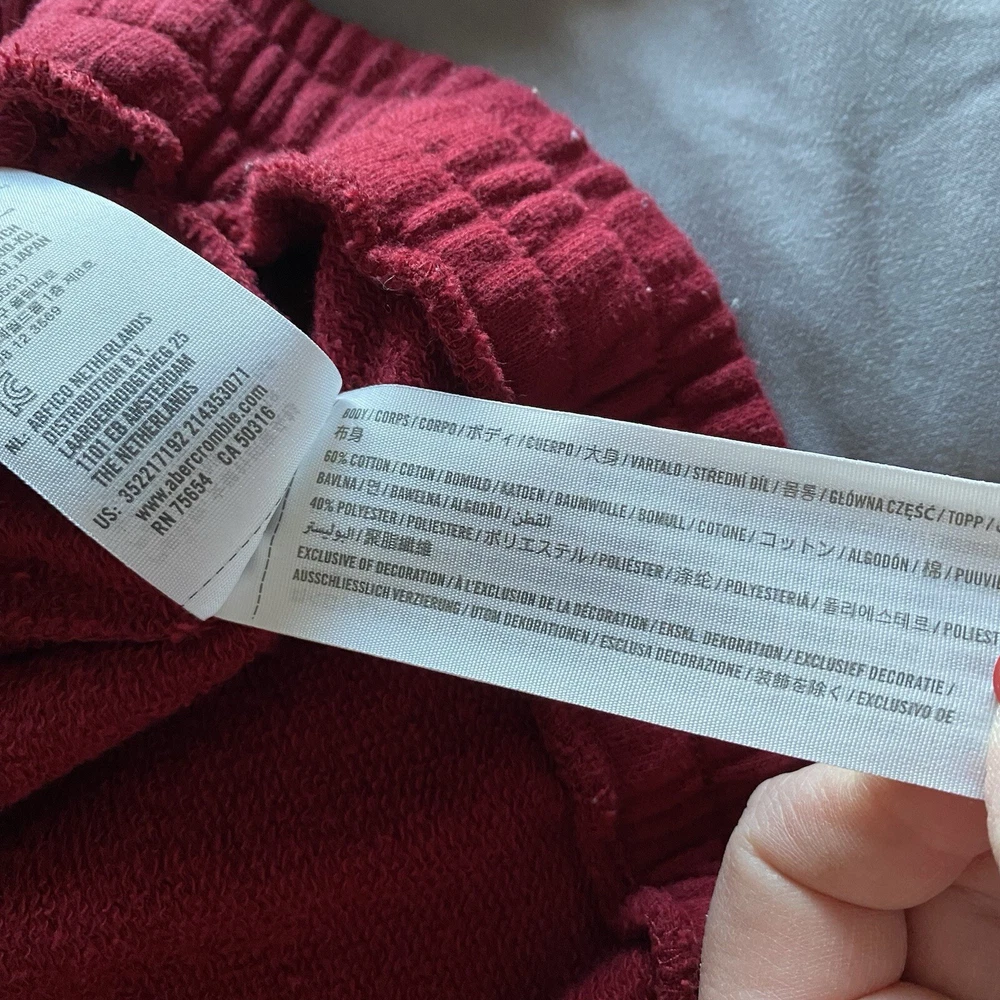 JAPAN
NL: ANF&CO NETHERLANDS
DISTRIBUTION B.V.
LAARDERHOOGTWEG 25
1101 EB AMSTERDAM
THE NETHERLANDS
US: 352217192 214353071
www.abercrombie.com
RN 75654 CA 50316
BODY / CORPS / CORPO / ボディ / CUERPO / 大身 / VARTALO / STŘEDNÍ DÍL / 몸통 / GŁÓWNA CZĘŚĆ / TOPP /
布身
60% COTTON / COTON / BOMULD / KATOEN / BAUMWOLLE / BOMULL / COTONE / コットン / ALGODÓN / 棉 /
BAVLNA / 면 / BAWEŁNA / ALGODÃO / القطن
40% POLYESTER / POLIESTERE / ポリエステル / POLIÉSTER / 涤纶 / POLYESTERIÄ / 폴리에스테르 /
البوليستر / 聚脂纖維
EXCLUSIVE OF DECORATION / À L'EXCLUSION DE LA DÉCORATION / EKSKL. DEKORATION / EXCLUSIEF DECORATIE /
AUSSCHLIESSLICH VERZIERUNG / UTOM DEKORATIONEN / ESCLUSA DECORAZIONE / 装飾を除く / EXCLUSIVO DE